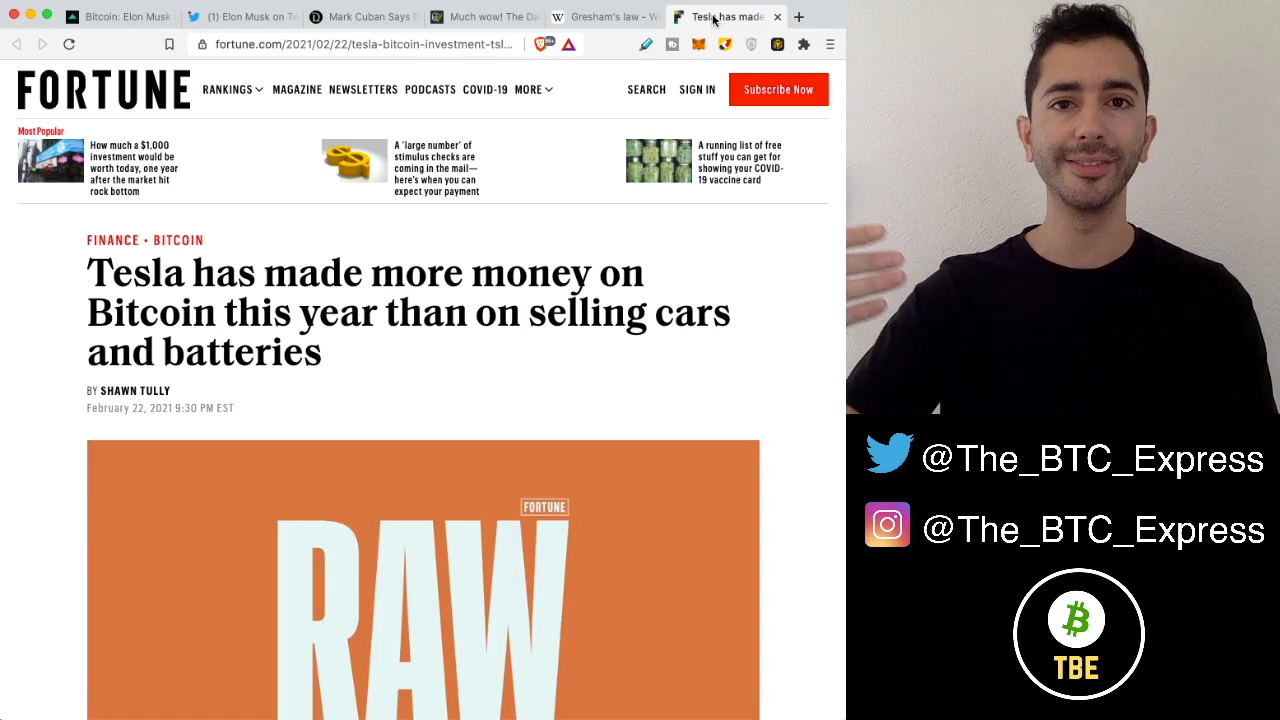 Bitcoin: Elon Musk
(1) Elon Musk on Tw
Mark Cuban Says D
Much wow! The Da
Gresham's law - W
Tesla has made
fortune.com/2021/02/22/tesla-bitcoin-investment-tsl...
99+
FORTUNE
RANKINGS
MAGAZINE
NEWSLETTERS
PODCASTS
COVID-19
MORE
SEARCH
SIGN IN
Subscribe Now
Most Popular
How much a $1,000
investment would be
worth today, one year
after the market hit
rock bottom
A 'large number' of
stimulus checks are
coming in the mail—
here's when you can
expect your payment
A running list of free
stuff you can get for
showing your COVID-
19 vaccine card
FINANCE • BITCOIN
Tesla has made more money on
Bitcoin this year than on selling cars
and batteries
BY SHAWN TULLY
February 22, 2021 9:30 PM EST
FORTUNE
RAW
@The_BTC_Express
@The_BTC_Express
TBE